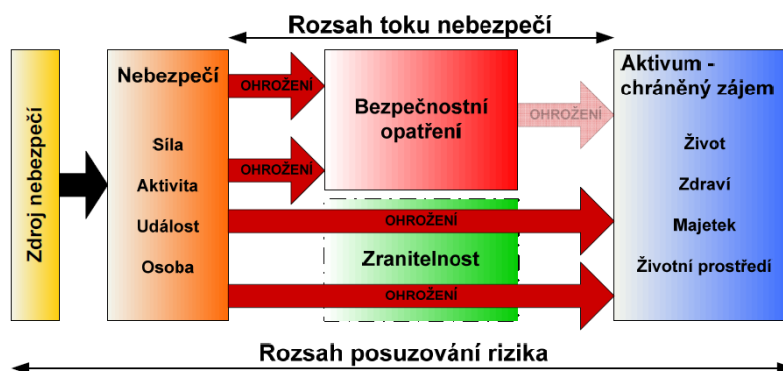 Rozsah toku nebezpečí
Zdroj nebezpečí
Nebezpečí
Síla
Aktivita
Událost
Osoba
OHROŽENÍ
OHROŽENÍ
Bezpečnostní
opatření
OHROŽENÍ
OHROŽENÍ
Zranitelnost
OHROŽENÍ
Aktivum -
chráněný zájem
Život
Zdraví
Majetek
Životní prostředí
Rozsah posuzování rizika